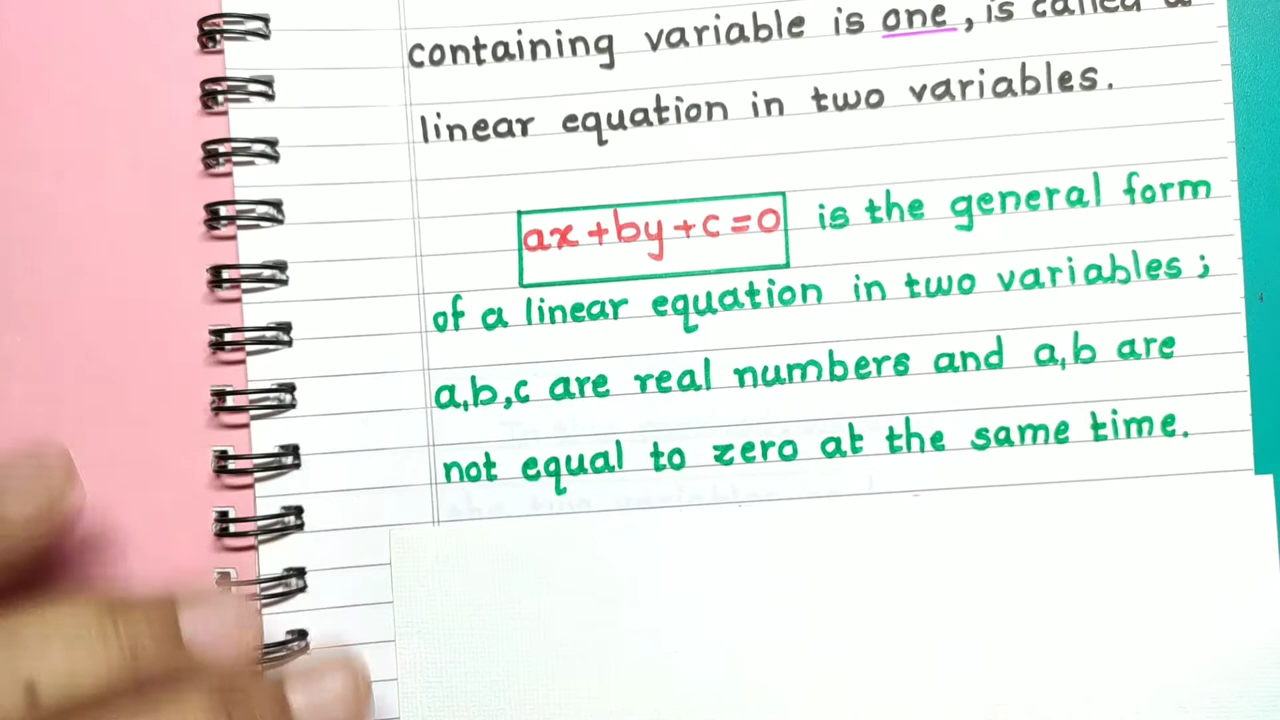 containing variable is one, is called a
linear equation in two variables.
ax+by+c=0 is the general form
of a linear equation in two variables;
a,b,c are real numbers and a,b are
not equal to zero at the same time.